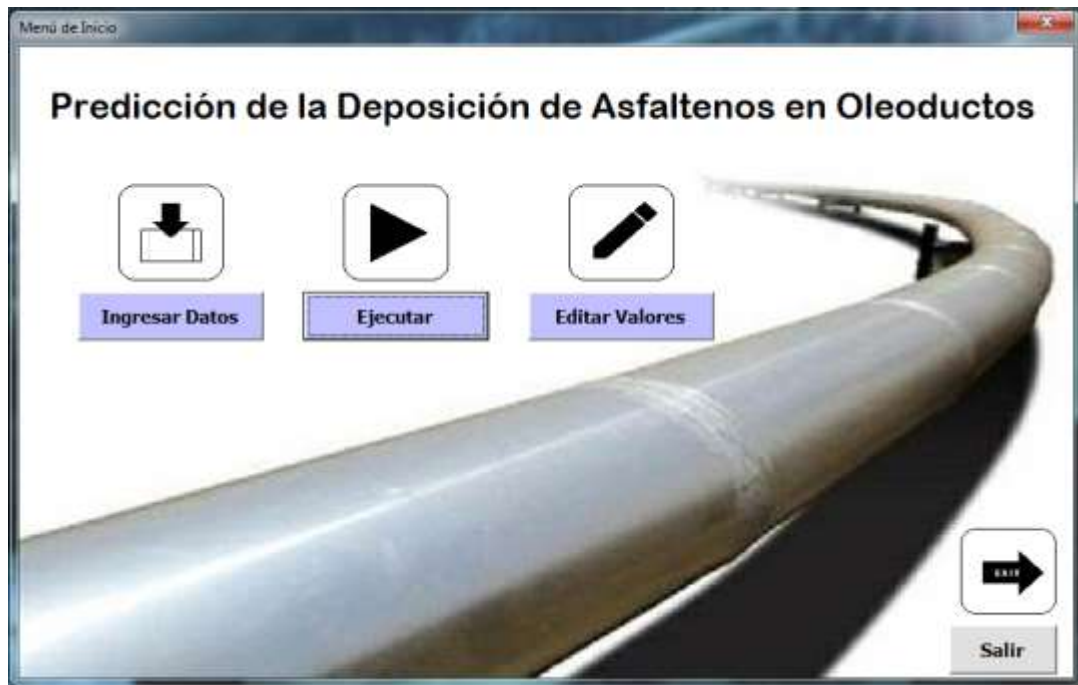 Menú de Inicio
Predicción de la Deposición de Asfaltenos en Oleoductos
Ingresar Datos
Ejecutar
Editar Valores
EXIT
Salir